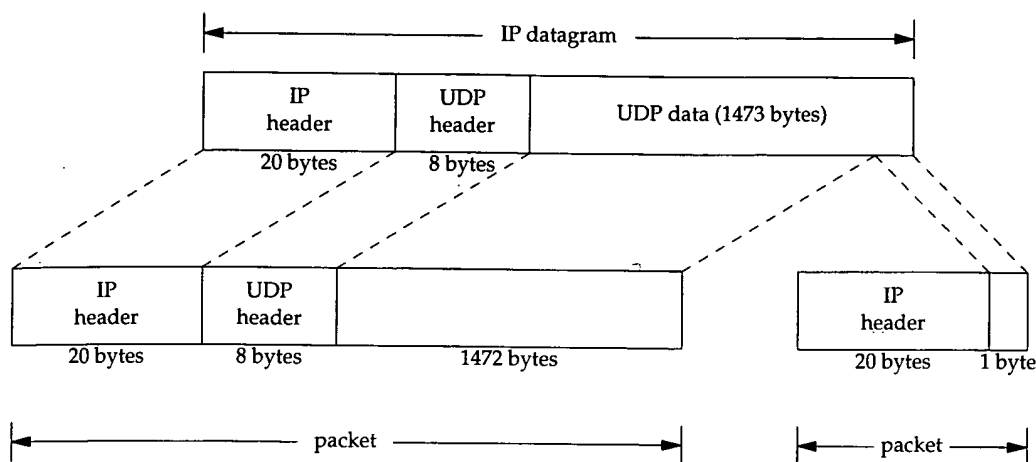 IP datagram
IP
header
UDP
header
UDP data (1473 bytes)
20 bytes
8 bytes
IP
header
UDP
header
IP
header
20 bytes
8 bytes
1472 bytes
20 bytes
1 byte
packet
packet